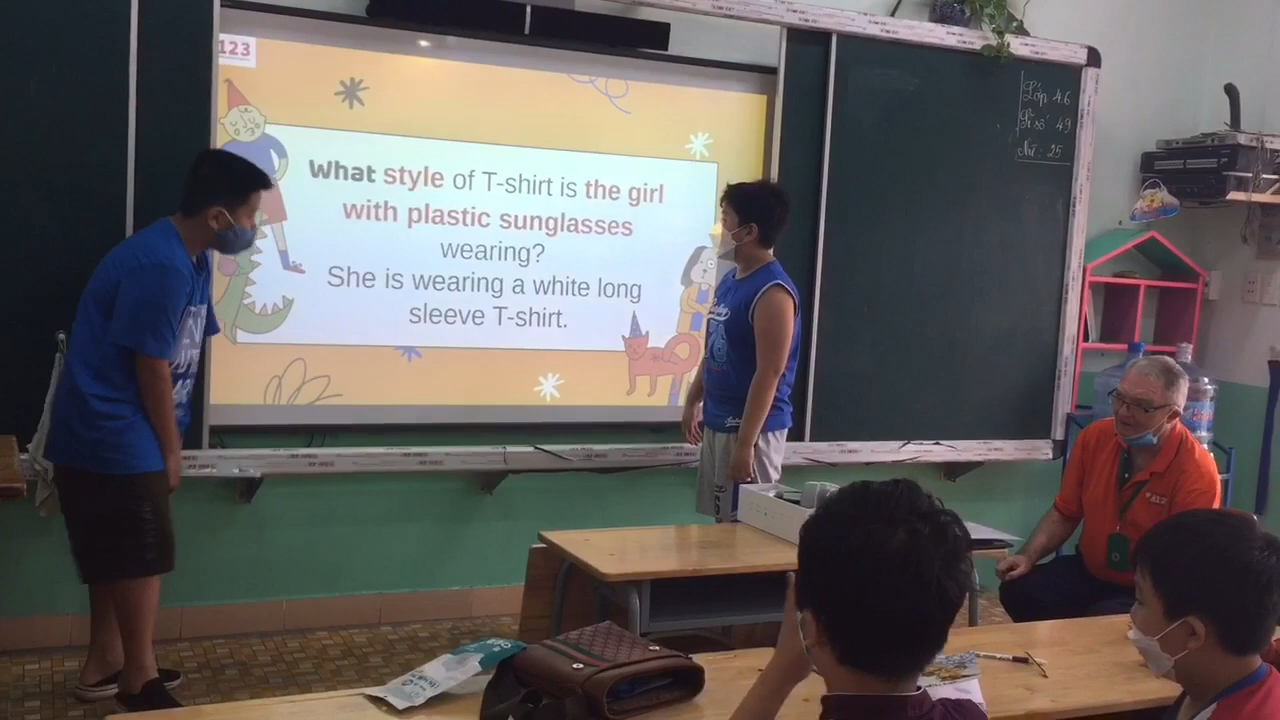 123
What style of T-shirt is the girl
with plastic sunglasses
wearing?
She is wearing a white long
sleeve T-shirt.
Lớp 4.6
Sĩ số 49
Nữ: 25